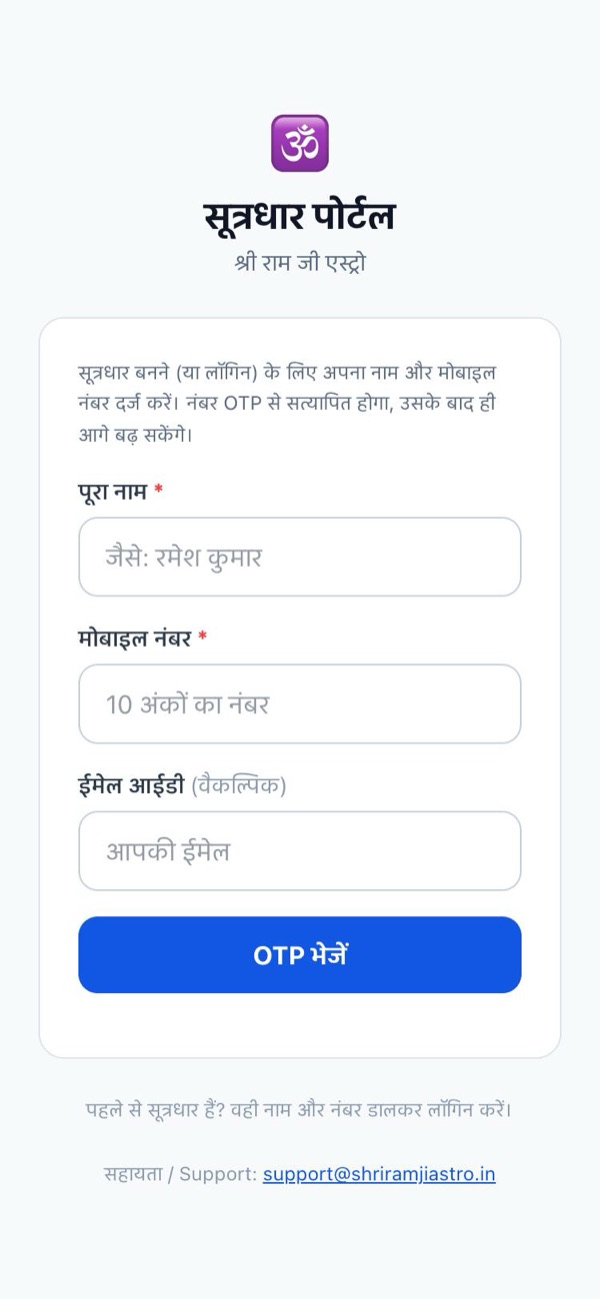 ॐ
सूत्रधार पोर्टल
श्री राम जी एस्ट्रो
सूत्रधार बनने (या लॉगिन) के लिए अपना नाम और मोबाइल
नंबर दर्ज करें। नंबर OTP से सत्यापित होगा, उसके बाद ही
आगे बढ़ सकेंगे।
पूरा नाम *
जैसे: रमेश कुमार
मोबाइल नंबर *
10 अंकों का नंबर
ईमेल आईडी (वैकल्पिक)
आपकी ईमेल
OTP भेजें
पहले से सूत्रधार हैं? वही नाम और नंबर डालकर लॉगिन करें।
सहायता / Support: support@shriramjiastro.in